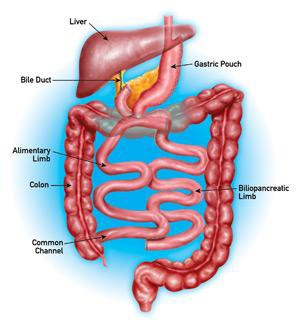 Liver
Gastric Pouch
Bile Duct
Alimentary
Limb
Colon
Biliopancreatic
Limb
Common
Channel